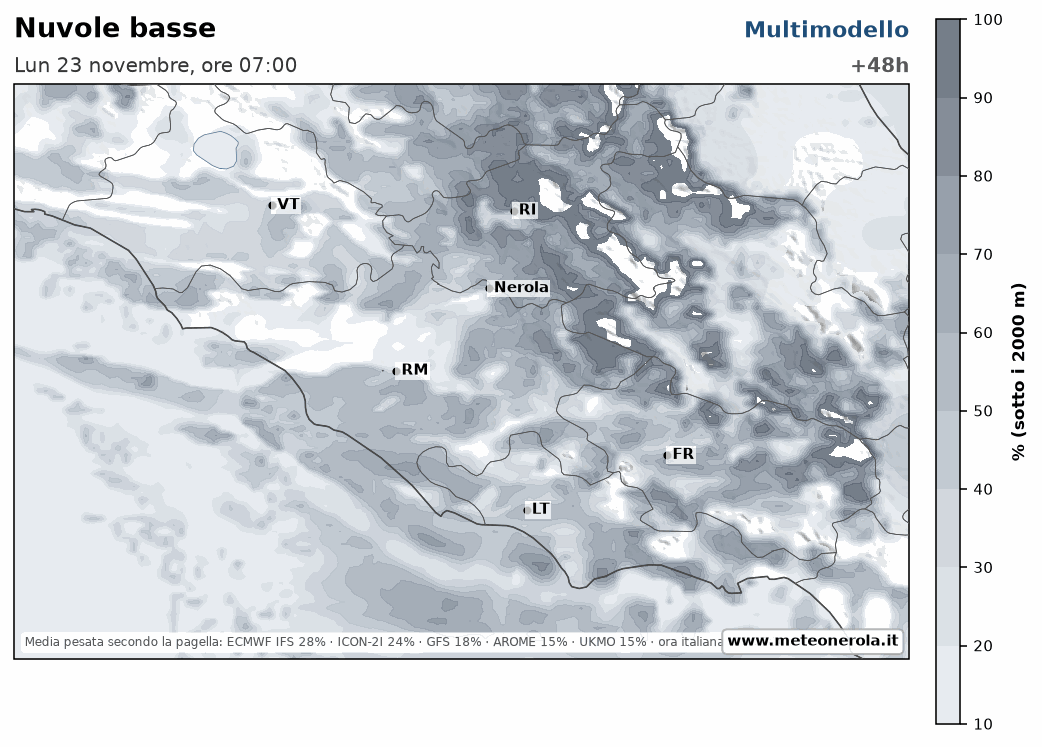 Nuvole basse
Multimodello
Lun 23 novembre, ore 07:00
+48h
100
90
80
70
60
50
40
30
20
10
% (sotto i 2000 m)
VT
RI
Nerola
RM
FR
LT
Media pesata secondo la pagella: ECMWF IFS 28% · ICON-2I 24% · GFS 18% · AROME 15% · UKMO 15% · ora italiana
www.meteonerola.it